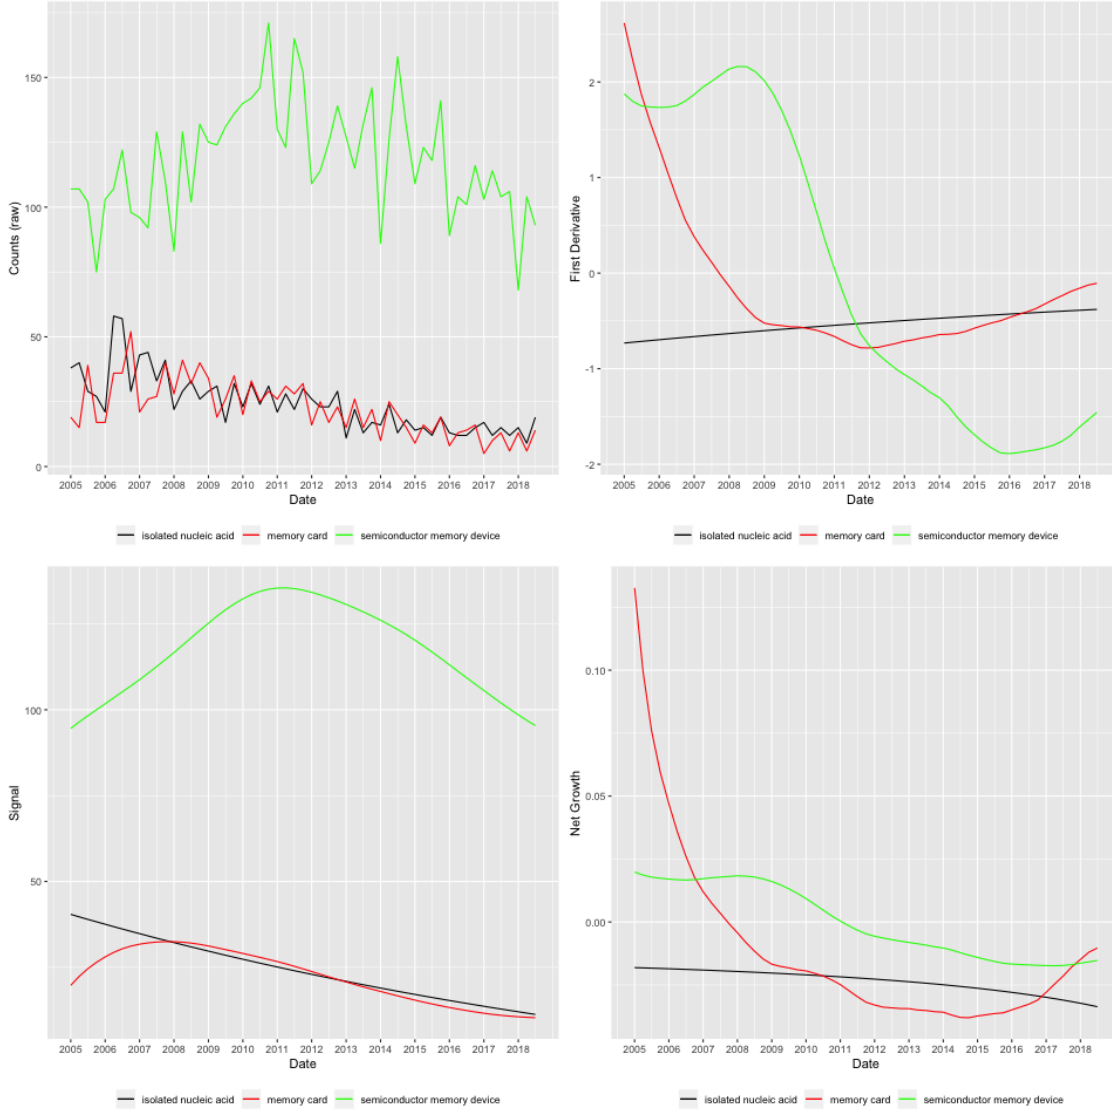 Counts (raw)
150
100
50
0
2005 2006 2007 2008 2009 2010 2011 2012 2013 2014 2015 2016 2017 2018
Date
isolated nucleic acid memory card semiconductor memory device
First Derivative
2
1
0
-1
-2
2005 2006 2007 2008 2009 2010 2011 2012 2013 2014 2015 2016 2017 2018
Date
isolated nucleic acid memory card semiconductor memory device
Signal
100
50
2005 2006 2007 2008 2009 2010 2011 2012 2013 2014 2015 2016 2017 2018
Date
isolated nucleic acid memory card semiconductor memory device
Net Growth
0.10
0.05
0.00
2005 2006 2007 2008 2009 2010 2011 2012 2013 2014 2015 2016 2017 2018
Date
isolated nucleic acid memory card semiconductor memory device